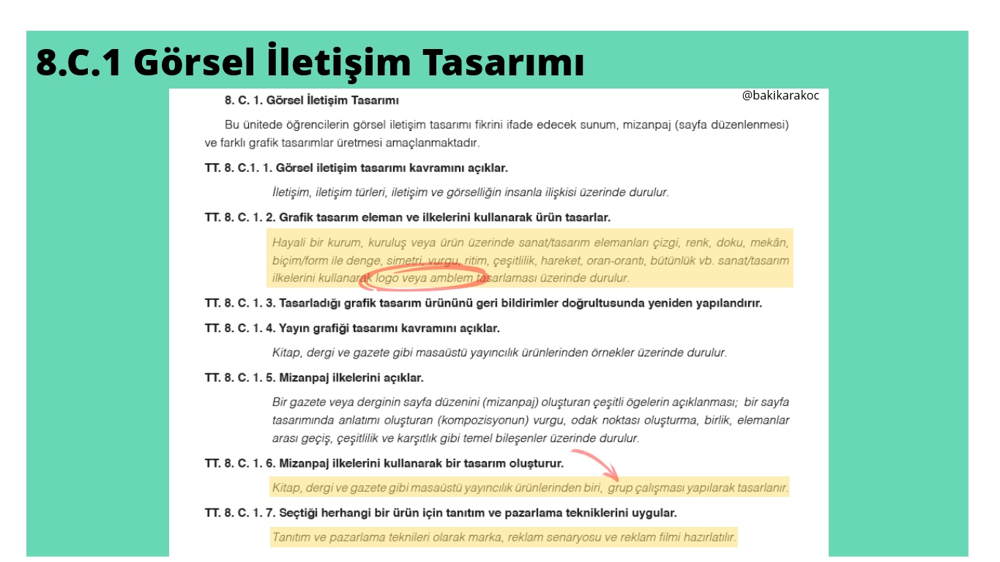 8.C.1 Görsel İletişim Tasarımı
@bakikarakoc
8. C. 1. Görsel İletişim Tasarımı
Bu ünitede öğrencilerin görsel iletişim tasarımı fikrini ifade edecek sunum, mizanpaj (sayfa düzenlenmesi)
ve farklı grafik tasarımlar üretmesi amaçlanmaktadır.
TT. 8. C.1. 1. Görsel iletişim tasarımı kavramını açıklar.
İletişim, iletişim türleri, iletişim ve görselliğin insanla ilişkisi üzerinde durulur.
TT. 8. C. 1. 2. Grafik tasarım eleman ve ilkelerini kullanarak ürün tasarlar.
Hayali bir kurum, kuruluş veya ürün üzerinde sanat/tasarım elemanları çizgi, renk, doku, mekân,
biçim/form ile denge, simetri, vurgu, ritim, çeşitlilik, hareket, oran-orantı, bütünlük vb. sanat/tasarım
ilkelerini kullanarak logo veya amblem tasarlaması üzerinde durulur.
TT. 8. C. 1. 3. Tasarladığı grafik tasarım ürününü geri bildirimler doğrultusunda yeniden yapılandırır.
TT. 8. C. 1. 4. Yayın grafiği tasarımı kavramını açıklar.
Kitap, dergi ve gazete gibi masaüstü yayıncılık ürünlerinden örnekler üzerinde durulur.
TT. 8. C. 1. 5. Mizanpaj ilkelerini açıklar.
Bir gazete veya derginin sayfa düzenini (mizanpaj) oluşturan çeşitli ögelerin açıklanması; bir sayfa
tasarımında anlatımı oluşturan (kompozisyonun) vurgu, odak noktası oluşturma, birlik, elemanlar
arası geçiş, çeşitlilik ve karşıtlık gibi temel bileşenler üzerinde durulur.
TT. 8. C. 1. 6. Mizanpaj ilkelerini kullanarak bir tasarım oluşturur.
Kitap, dergi ve gazete gibi masaüstü yayıncılık ürünlerinden biri, grup çalışması yapılarak tasarlanır.
TT. 8. C. 1. 7. Seçtiği herhangi bir ürün için tanıtım ve pazarlama tekniklerini uygular.
Tanıtım ve pazarlama teknileri olarak marka, reklam senaryosu ve reklam filmi hazırlatılır.